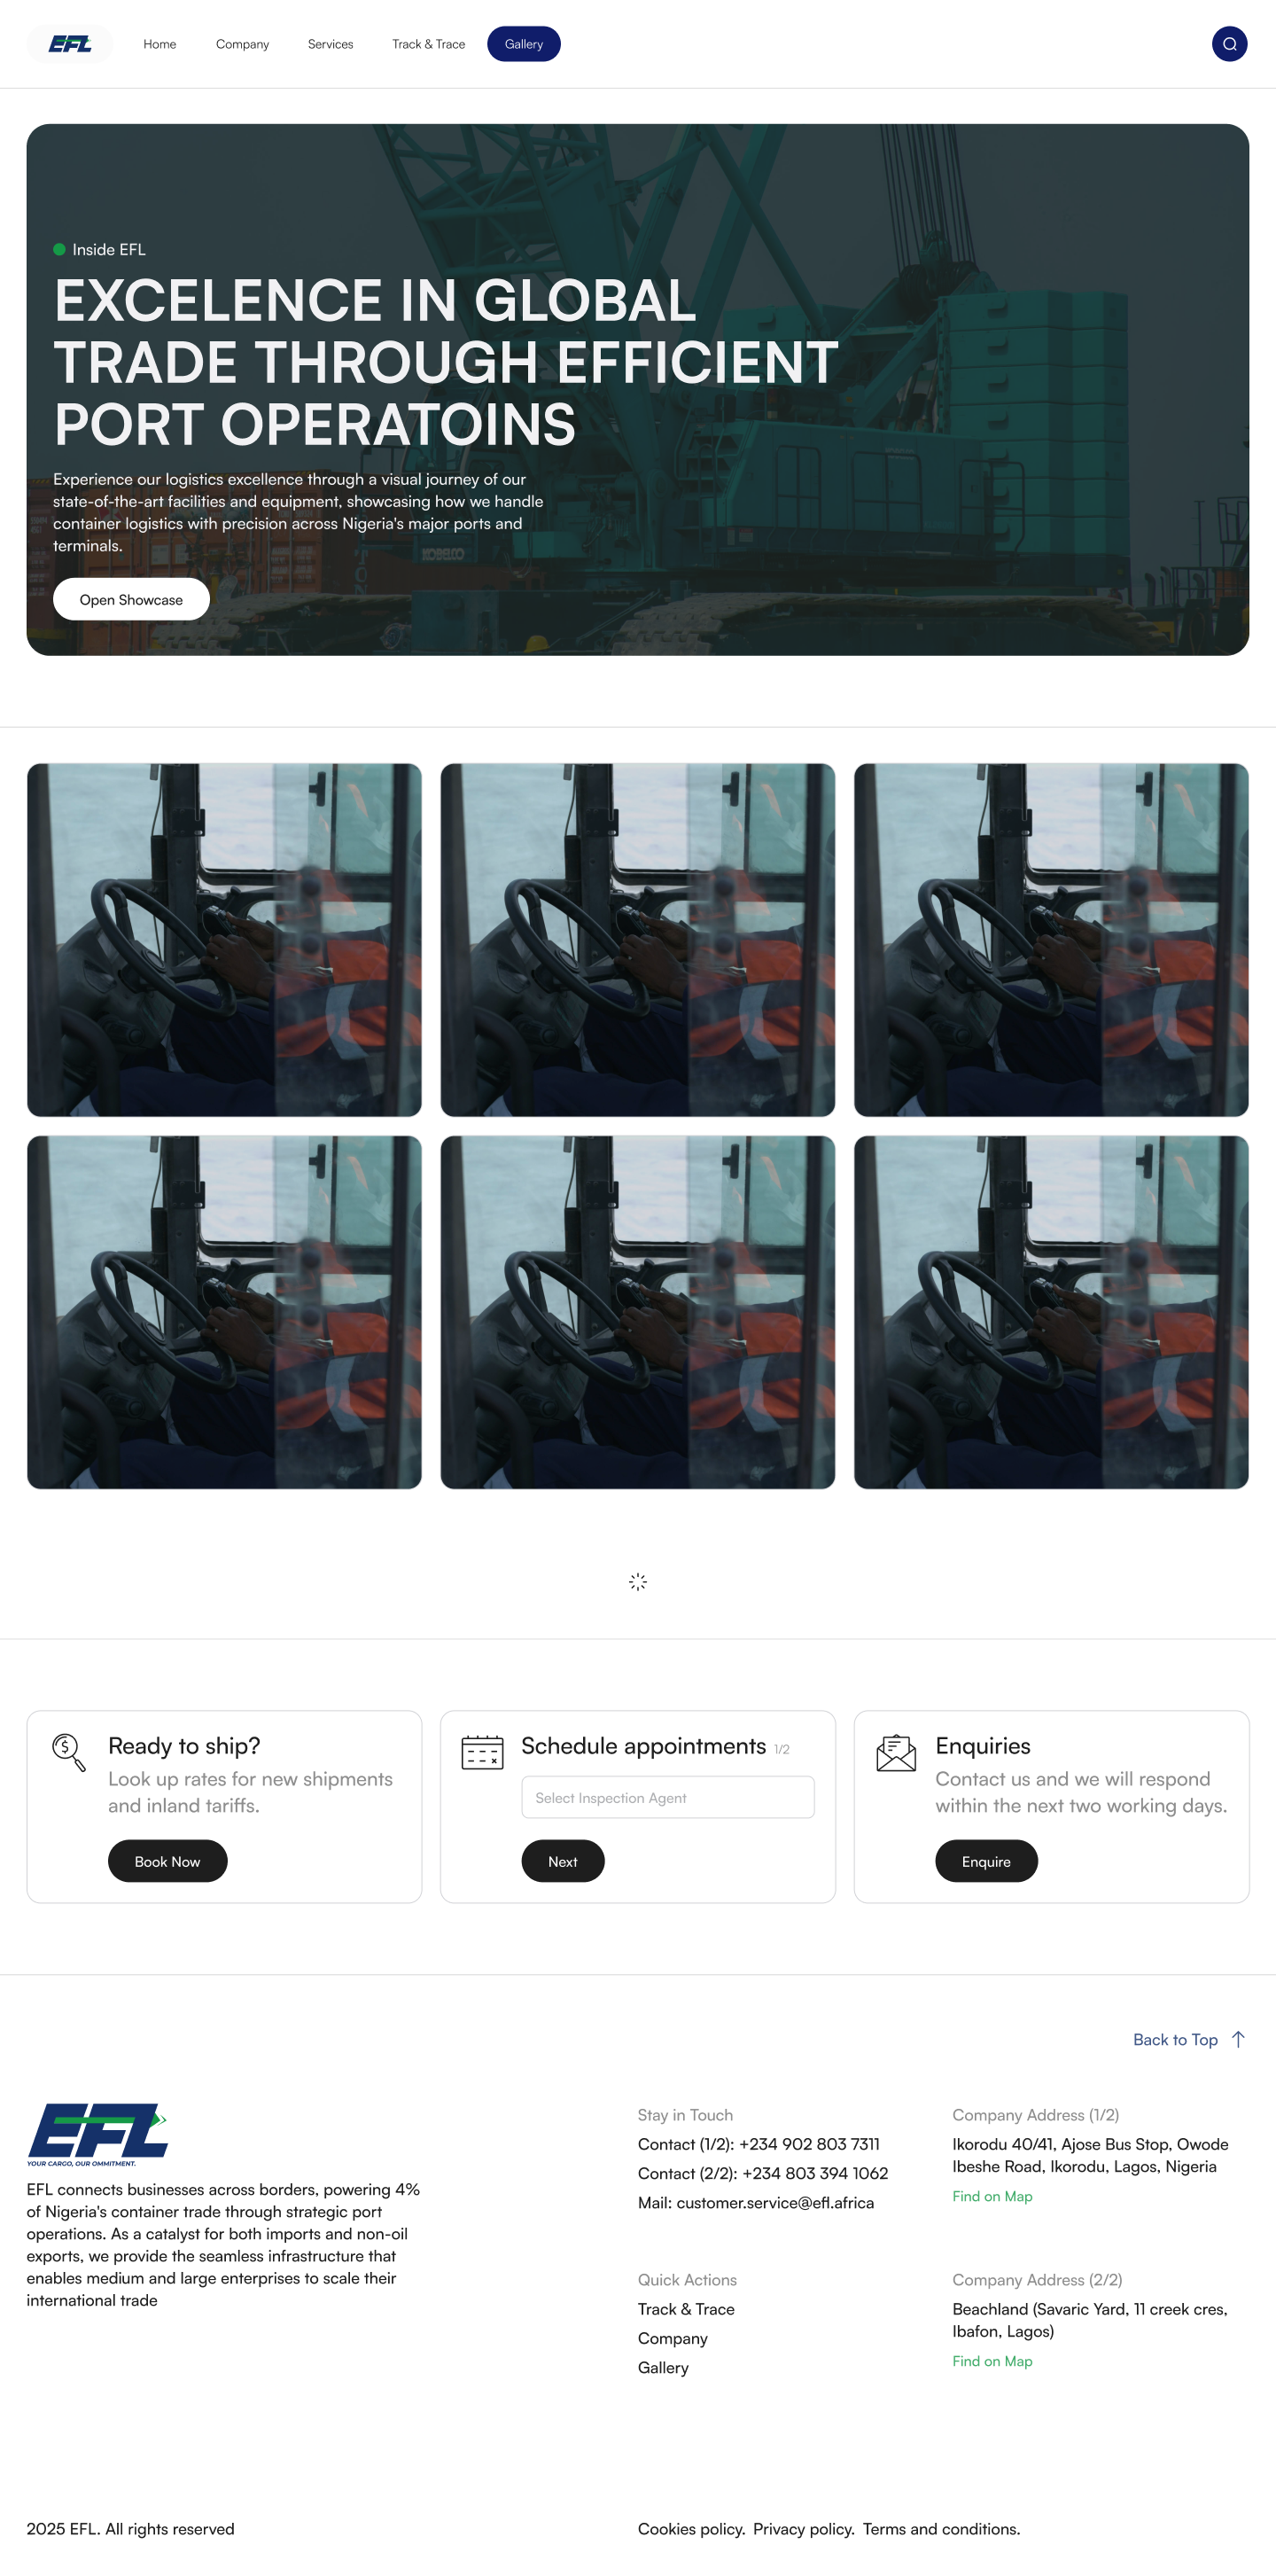 EFL
Home
Company
Services
Track & Trace
Gallery
Inside EFL
EXCELENCE IN GLOBAL
TRADE THROUGH EFFICIENT
PORT OPERATOINS
Experience our logistics excellence through a visual journey of our
state-of-the-art facilities and equipment, showcasing how we handle
container logistics with precision across Nigeria's major ports and
terminals.
KOBELCO
Open Showcase
Ready to ship?
Look up rates for new shipments
and inland tariffs.
Book Now
Schedule appointments 1/2
Select Inspection Agent
Next
Enquiries
Contact us and we will respond
within the next two working days.
Enquire
Back to Top
EFL
YOUR CARGO, OUR OMMITMENT.
EFL connects businesses across borders, powering 4%
of Nigeria's container trade through strategic port
operations. As a catalyst for both imports and non-oil
exports, we provide the seamless infrastructure that
enables medium and large enterprises to scale their
international trade
Stay in Touch
Contact (1/2): +234 902 803 7311
Contact (2/2): +234 803 394 1062
Mail: customer.service@efl.africa
Company Address (1/2)
Ikorodu 40/41, Ajose Bus Stop, Owode
Ibeshe Road, Ikorodu, Lagos, Nigeria
Find on Map
Quick Actions
Track & Trace
Company
Gallery
Company Address (2/2)
Beachland (Savaric Yard, 11 creek cres,
Ibafon, Lagos)
Find on Map
2025 EFL. All rights reserved
Cookies policy. Privacy policy. Terms and conditions.